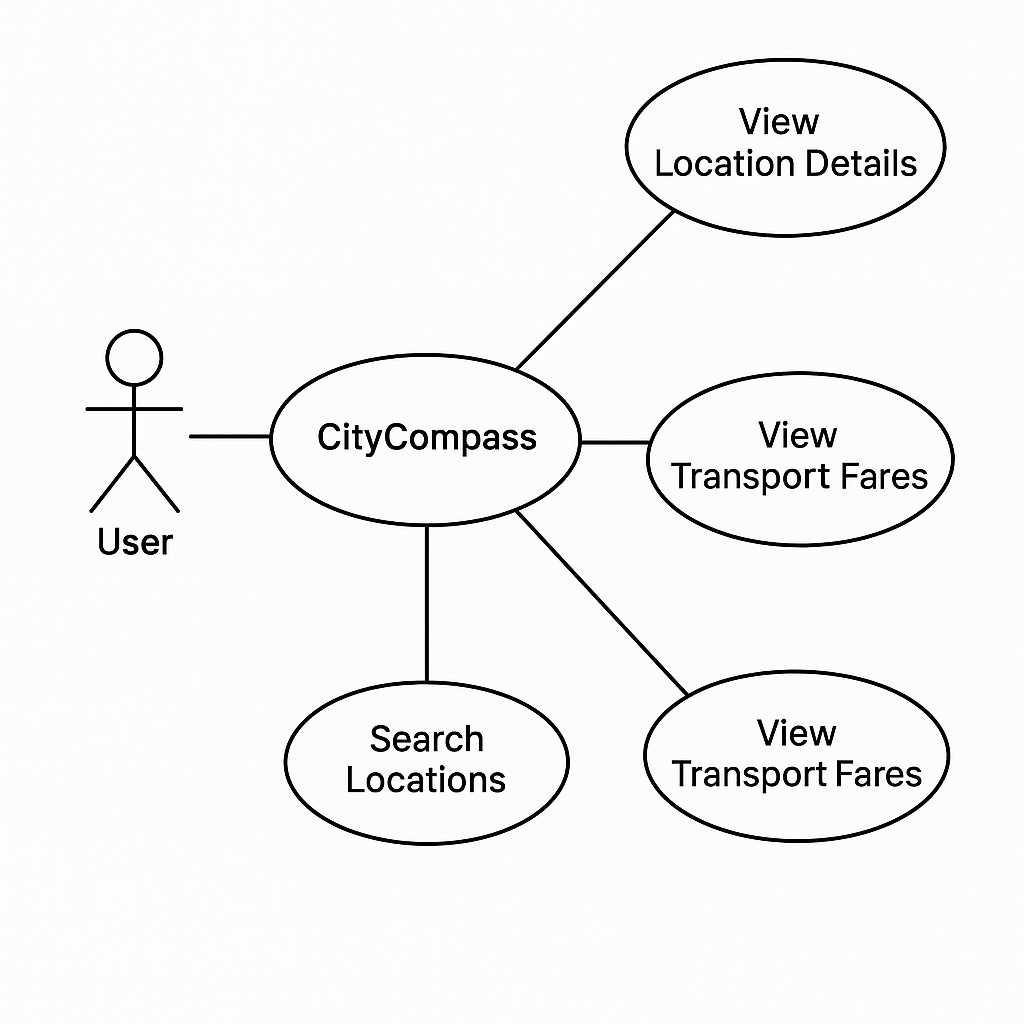 View
Location Details
CityCompass
View
Transport Fares
User
Search
Locations
View
Transport Fares